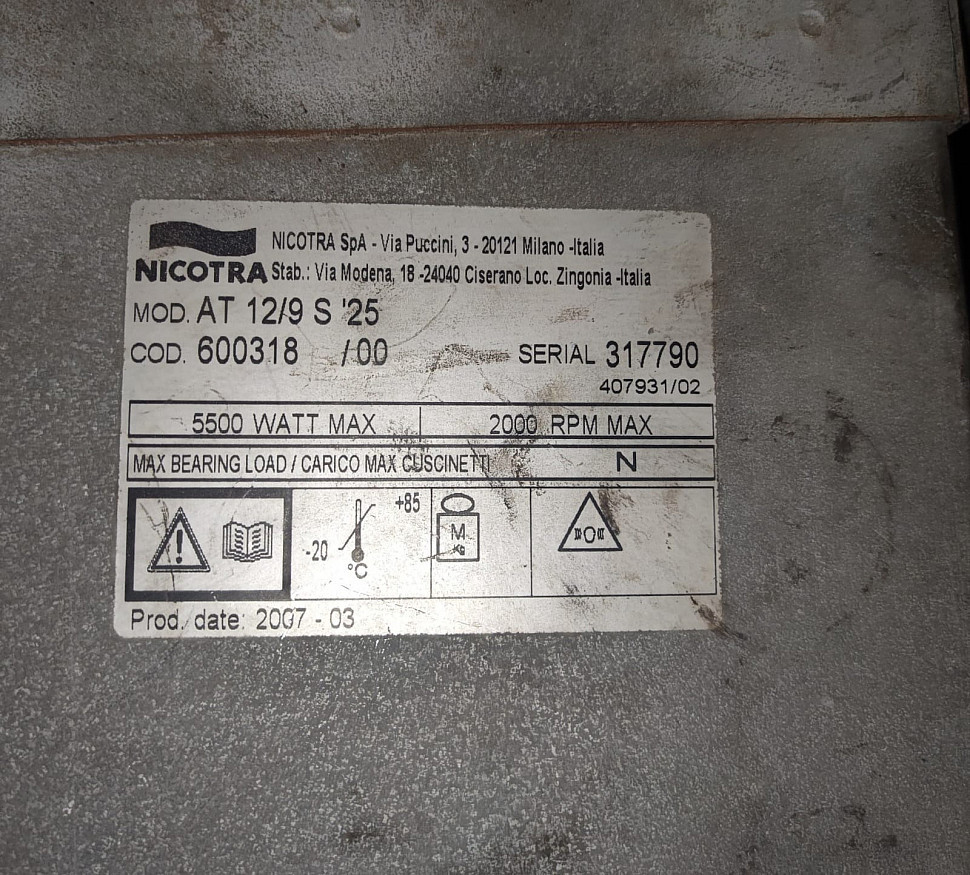 NICOTRA SpA - Via Puccini, 3 - 20121 Milano -Italia
NICOTRA Stab.: Via Modena, 18 -24040 Ciserano Loc. Zingonia -Italia
MOD. AT 12/9 S '25
COD. 600318 /00 SERIAL 317790
407931/02
5500 WATT MAX 2000 RPM MAX
MAX BEARING LOAD / CARICO MAX CUSCINETTI N
+85
-20
°C
M
Kg
Prod. date: 2007 - 03